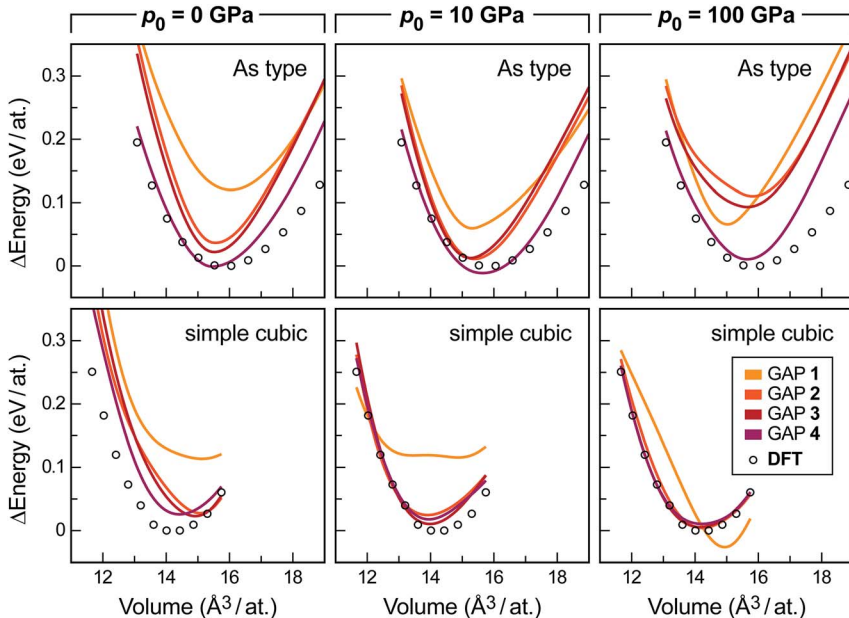 p₀ = 0 GPa
p₀ = 10 GPa
p₀ = 100 GPa
ΔEnergy (eV / at.)
0.3
0.2
0.1
0
As type
As type
As type
ΔEnergy (eV / at.)
0.3
0.2
0.1
0
simple cubic
simple cubic
simple cubic
GAP 1
GAP 2
GAP 3
GAP 4
DFT
12 14 16 18
12 14 16 18
12 14 16 18
Volume (Å³ / at.)
Volume (Å³ / at.)
Volume (Å³ / at.)